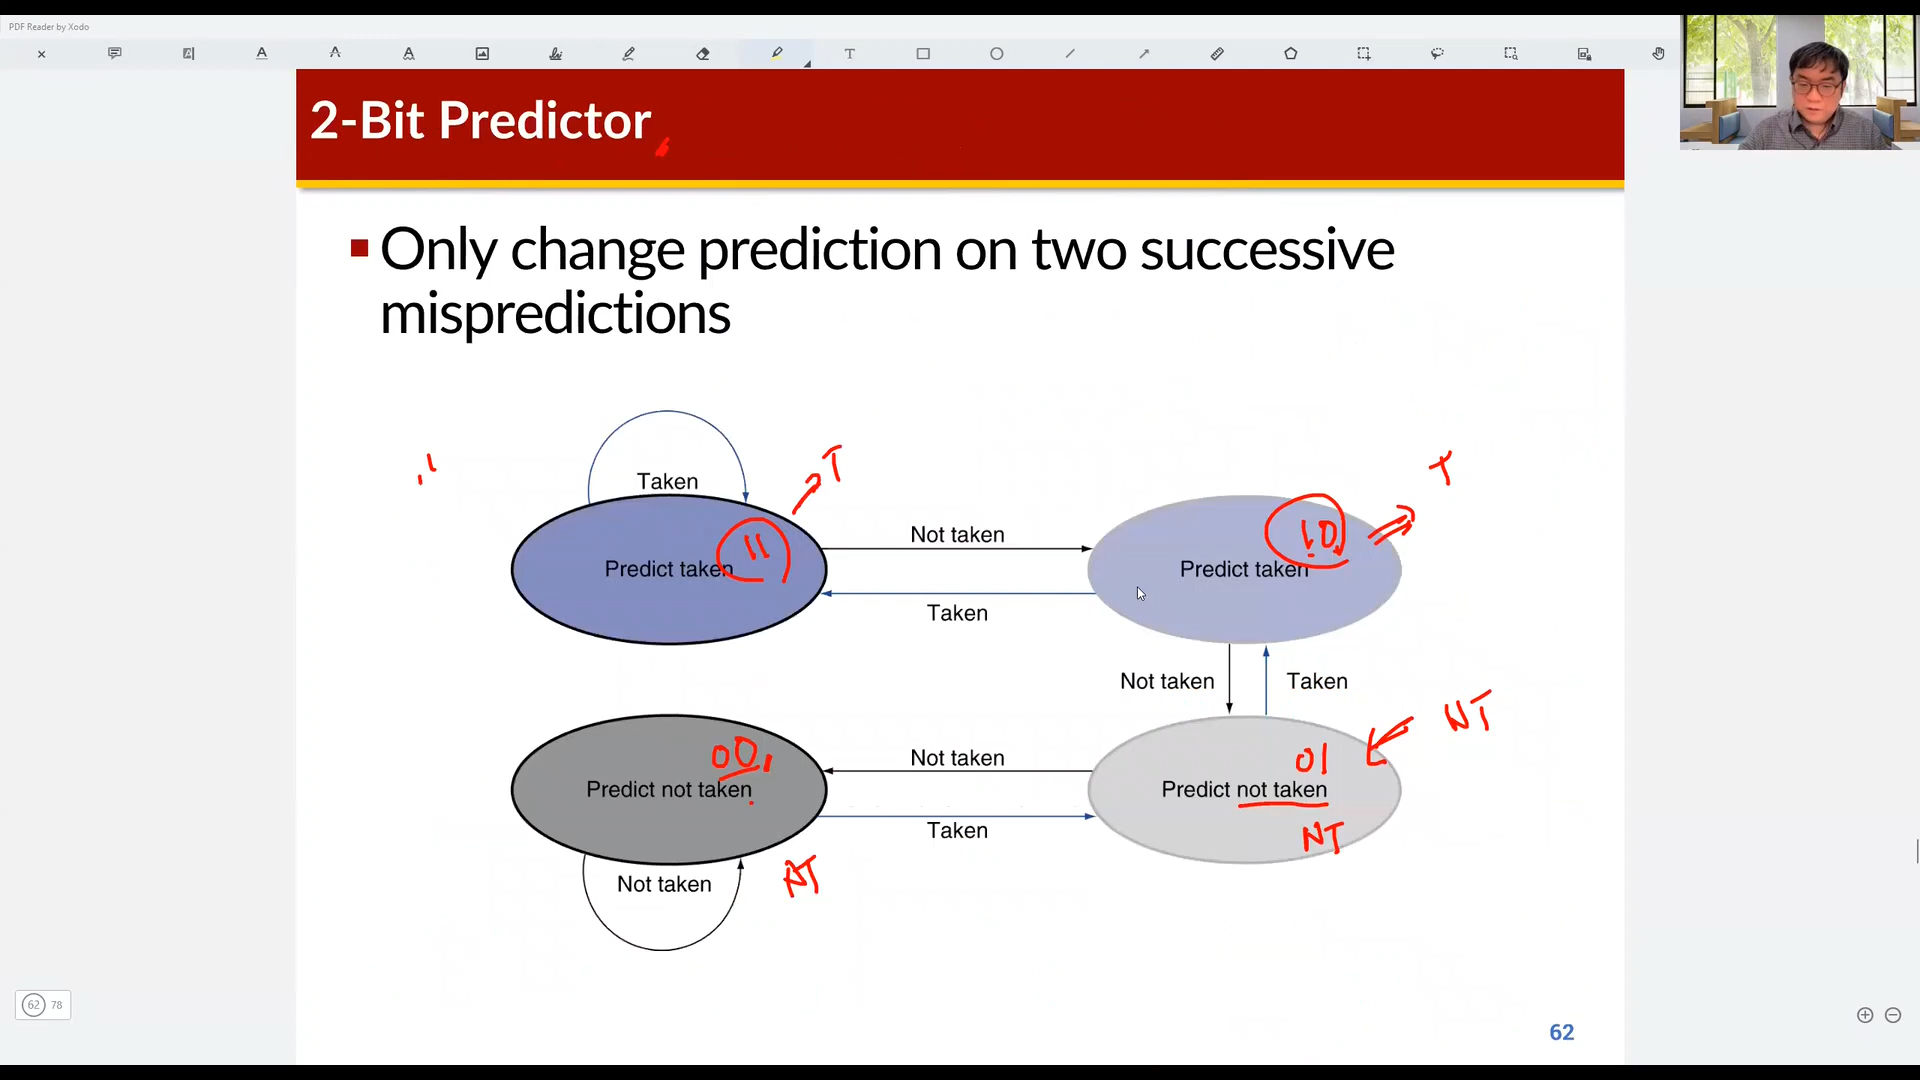 PDF Reader by Xodo
2-Bit Predictor
Only change prediction on two successive
mispredictions
Taken
T
T
11
10
Not taken
Predict taken
Predict taken
Taken
Not taken
Taken
NT
00
01
Not taken
Predict not taken
Predict not taken
Taken
NT
Not taken
NT
62 78
62